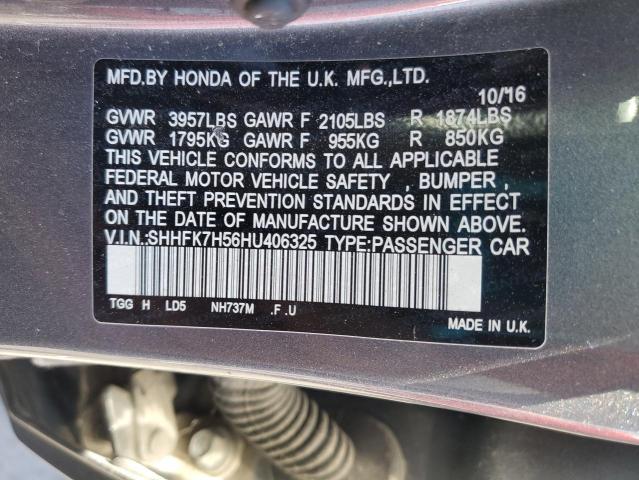 MFD.BY HONDA OF THE U.K. MFG.,LTD.
10/16
GVWR 3957LBS GAWR F 2105LBS R 1874LBS
GVWR 1795KG GAWR F 955KG R 850KG
THIS VEHICLE CONFORMS TO ALL APPLICABLE
FEDERAL MOTOR VEHICLE SAFETY , BUMPER ,
AND THEFT PREVENTION STANDARDS IN EFFECT
ON THE DATE OF MANUFACTURE SHOWN ABOVE.
V.I.N.:SHHFK7H56HU406325 TYPE:PASSENGER CAR
TGG H LD5 NH737M .F .U
MADE IN U.K.